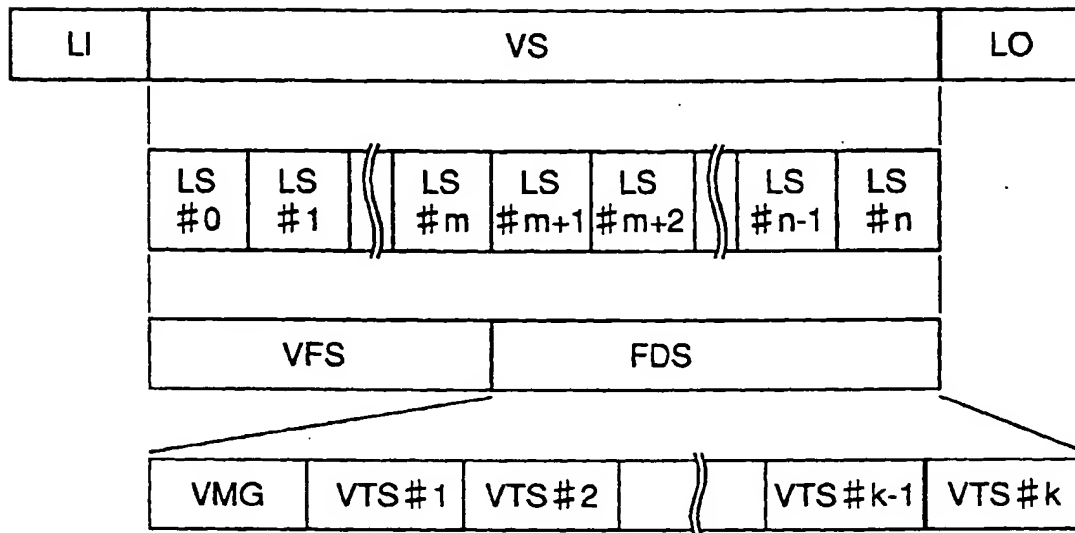 LI VS LO
LS #0 LS #1 LS #m LS #m+1 LS #m+2 LS #n-1 LS #n
VFS FDS
VMG VTS#1 VTS#2 VTS#k-1 VTS#k